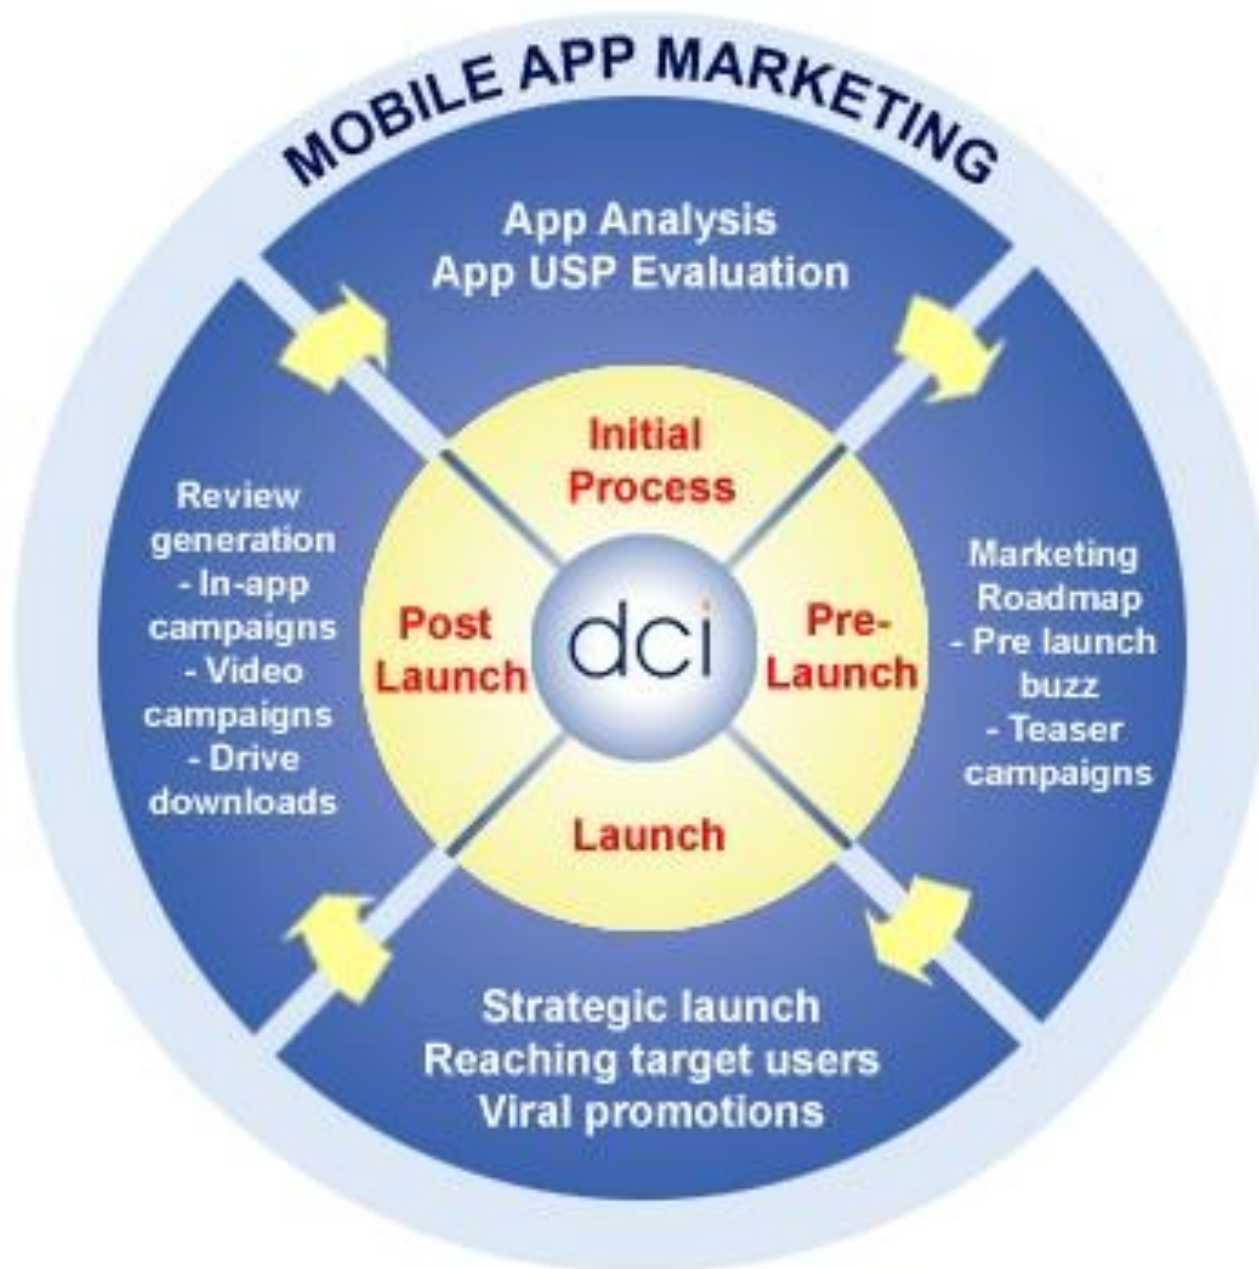 MOBILE APP MARKETING
App Analysis
App USP Evaluation
Initial
Process
Pre-
Launch
Marketing
Roadmap
- Pre launch
buzz
- Teaser
campaigns
Launch
Strategic launch
Reaching target users
Viral promotions
Post
Launch
Review
generation
- In-app
campaigns
- Video
campaigns
- Drive
downloads
dci